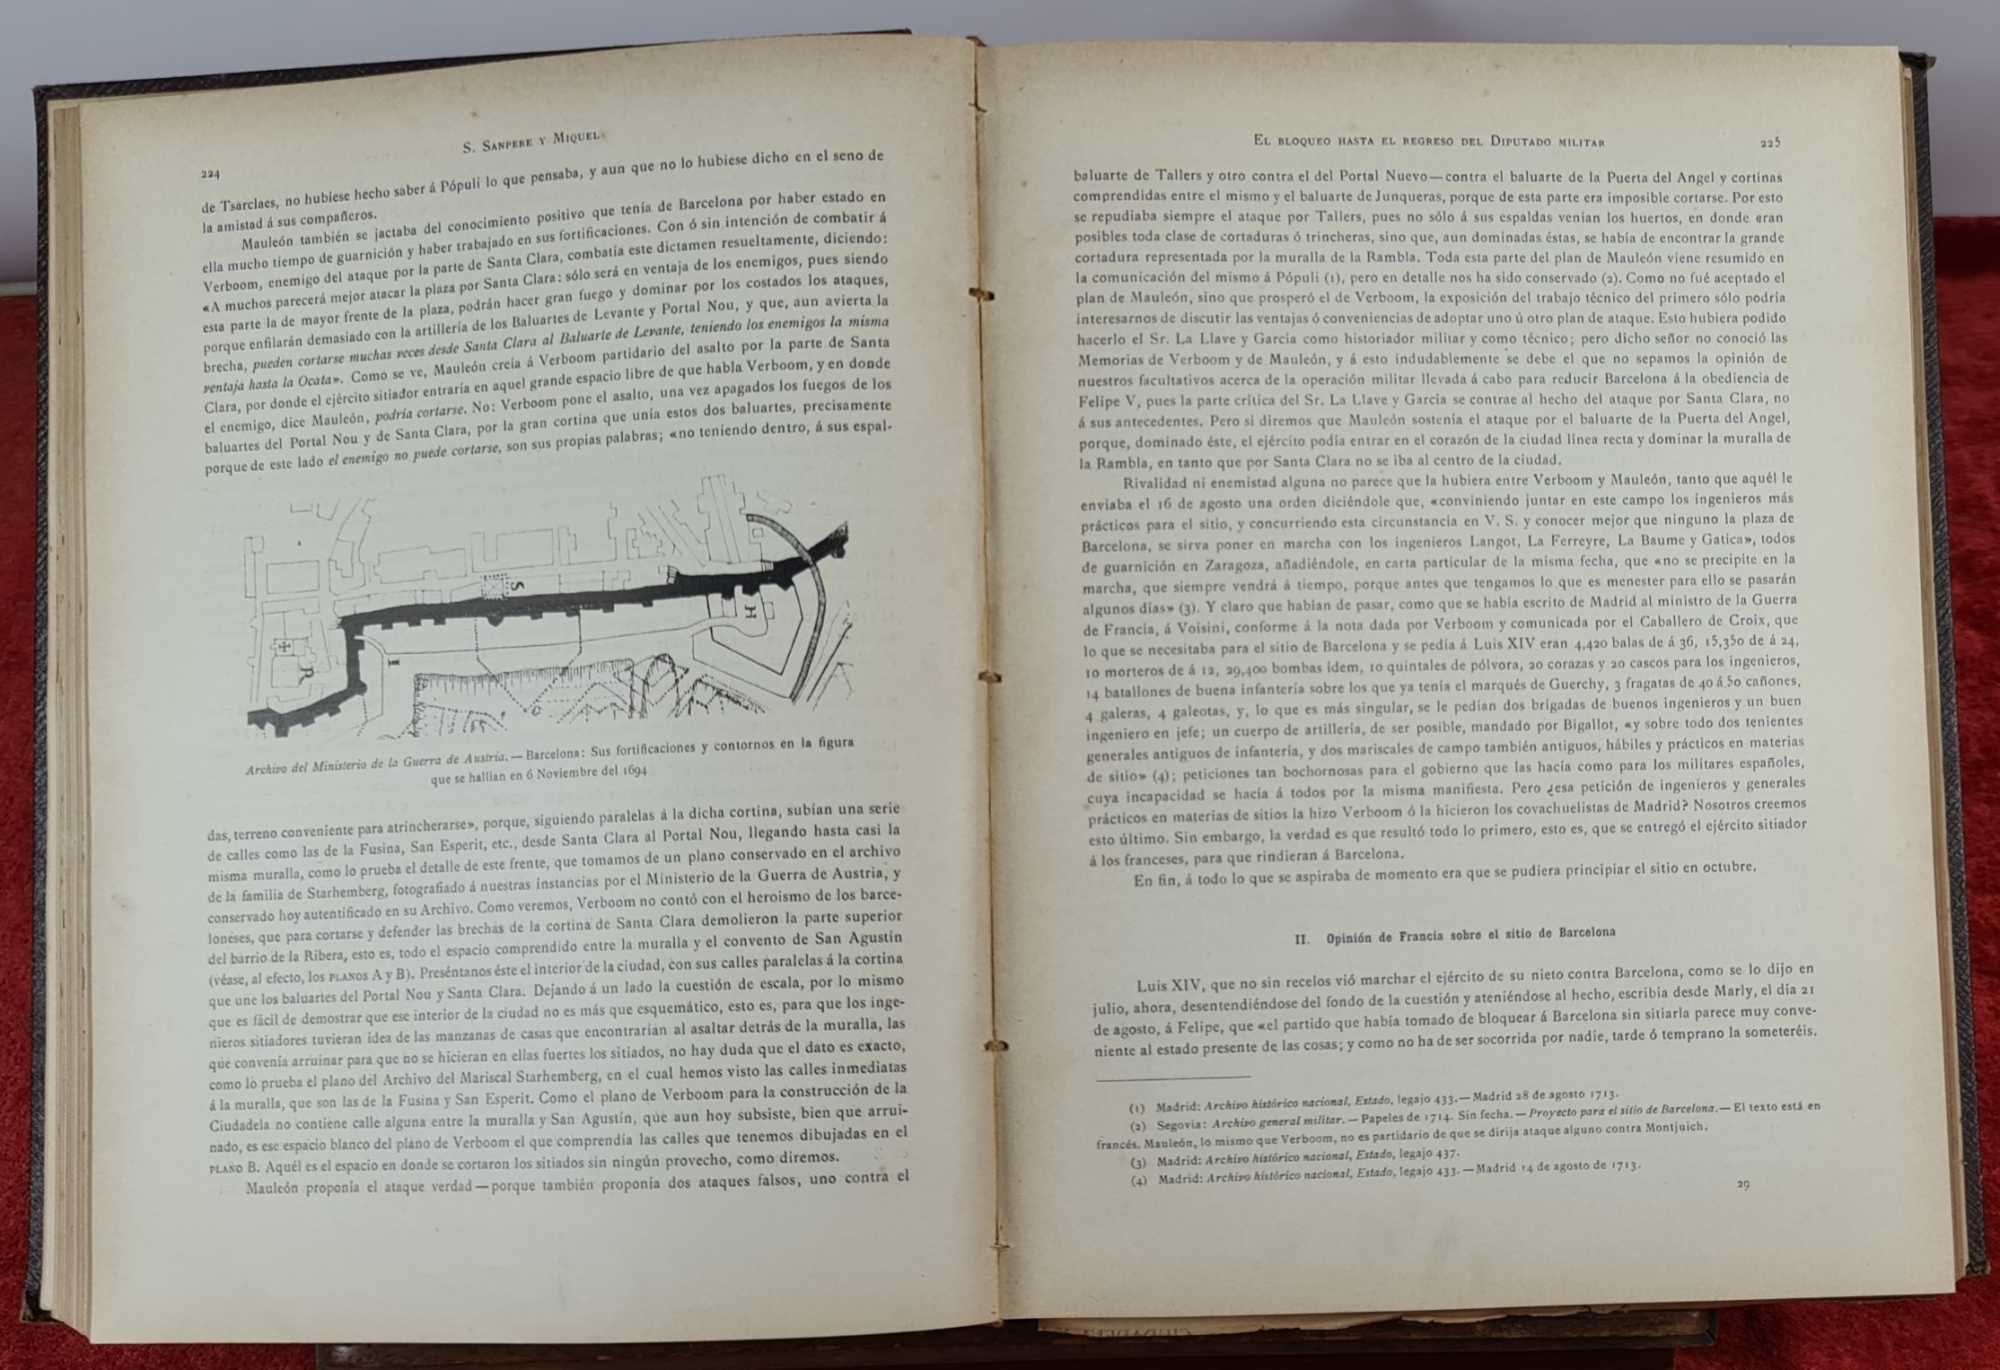 224
S. SANPERE Y MIQUEL
de Tsarclaes, no hubiese hecho saber á Pópuli lo que pensaba, y aun que no lo hubiese dicho en el seno de
la amistad á sus compañeros.
Mauleón también se jactaba del conocimiento positivo que tenía de Barcelona por haber estado en
ella mucho tiempo de guarnición y haber trabajado en sus fortificaciones. Con ó sin intención de combatir á
Verboom, enemigo del ataque por la parte de Santa Clara, combatía este dictamen resueltamente, diciendo:
«A muchos parecerá mejor atacar la plaza por Santa Clara: sólo será en ventaja de los enemigos, pues siendo
esta parte la de mayor frente de la plaza, podrán hacer gran fuego y dominar por los costados los ataques,
porque enfilarán demasiado con la artillería de los Baluartes de Levante y Portal Nou, y que, aun avierta la
brecha, pueden cortarse muchas veces desde Santa Clara al Baluarte de Levante, teniendo los enemigos la misma
ventaja hasta la Ocata». Como se ve, Mauleón creía á Verboom partidario del asalto por la parte de Santa
Clara, por donde el ejército sitiador entraría en aquel grande espacio libre de que habla Verboom, y en donde
el enemigo, dice Mauleón, podría cortarse. No: Verboom pone el asalto, una vez apagados los fuegos de los
baluartes del Portal Nou y de Santa Clara, por la gran cortina que unía estos dos baluartes, precisamente
porque de este lado el enemigo no puede cortarse, son sus propias palabras; «no teniendo dentro, á sus espal-
S
H
I
R
Archivo del Ministerio de la Guerra de Austria.—Barcelona: Sus fortificaciones y contornos en la figura
que se hallian en 6 Noviembre del 1694
das, terreno conveniente para atrincherarse», porque, siguiendo paralelas á la dicha cortina, subían una serie
de calles como las de la Fusina, San Esperit, etc., desde Santa Clara al Portal Nou, llegando hasta casi la
misma muralla, como lo prueba el detalle de este frente, que tomamos de un plano conservado en el archivo
de la familia de Starhemberg, fotografiado á nuestras instancias por el Ministerio de la Guerra de Austria, y
conservado hoy autentificado en su Archivo. Como veremos, Verboom no contó con el heroismo de los barce-
loneses, que para cortarse y defender las brechas de la cortina de Santa Clara demolieron la parte superior
del barrio de la Ribera, esto es, todo el espacio comprendido entre la muralla y el convento de San Agustín
(véase, al efecto, los PLANOS A y B). Preséntanos éste el interior de la ciudad, con sus calles paralelas á la cortina
que une los baluartes del Portal Nou y Santa Clara. Dejando á un lado la cuestión de escala, por lo mismo
que es fácil de demostrar que ese interior de la ciudad no es más que esquemático, esto es, para que los inge-
nieros sitiadores tuvieran idea de las manzanas de casas que encontrarían al asaltar detrás de la muralla, las
que convenía arruinar para que no se hicieran en ellas fuertes los sitiados, no hay duda que el dato es exacto,
como lo prueba el plano del Archivo del Mariscal Starhemberg, en el cual hemos visto las calles inmediatas
á la muralla, que son las de la Fusina y San Esperit. Como el plano de Verboom para la construcción de la
Ciudadela no contiene calle alguna entre la muralla y San Agustín, que aun hoy subsiste, bien que arrui-
nado, es ese espacio blanco del plano de Verboom el que comprendía las calles que tenemos dibujadas en el
PLANO B. Aquél es el espacio en donde se cortaron los sitiados sin ningún provecho, como diremos.
Mauleón proponía el ataque verdad—porque también proponía dos ataques falsos, uno contra el
EL BLOQUEO HASTA EL REGRESO DEL DIPUTADO MILITAR
225
baluarte de Tallers y otro contra el del Portal Nuevo—contra el baluarte de la Puerta del Angel y cortinas
comprendidas entre el mismo y el baluarte de Junqueras, porque de esta parte era imposible cortarse. Por esto
se repudiaba siempre el ataque por Tallers, pues no sólo á sus espaldas venían los huertos, en donde eran
posibles toda clase de cortaduras ó trincheras, sino que, aun dominadas éstas, se había de encontrar la grande
cortadura representada por la muralla de la Rambla. Toda esta parte del plan de Mauleón viene resumido en
la comunicación del mismo á Pópuli (1), pero en detalle nos ha sido conservado (2). Como no fué aceptado el
plan de Mauleón, sino que prosperó el de Verboom, la exposición del trabajo técnico del primero sólo podría
interesarnos de discutir las ventajas ó conveniencias de adoptar uno ú otro plan de ataque. Esto hubiera podido
hacerlo el Sr. La Llave y García como historiador militar y como técnico; pero dicho señor no conoció las
Memorias de Verboom y de Mauleón, y á esto indudablemente se debe el que no sepamos la opinión de
nuestros facultativos acerca de la operación militar llevada á cabo para reducir Barcelona á la obediencia de
Felipe V, pues la parte crítica del Sr. La Llave y García se contrae al hecho del ataque por Santa Clara, no
á sus antecedentes. Pero sí diremos que Mauleón sostenía el ataque por el baluarte de la Puerta del Angel,
porque, dominado éste, el ejército podía entrar en el corazón de la ciudad línea recta y dominar la muralla de
la Rambla, en tanto que por Santa Clara no se iba al centro de la ciudad.
Rivalidad ni enemistad alguna no parece que la hubiera entre Verboom y Mauleón, tanto que aquél le
enviaba el 16 de agosto una orden diciéndole que, «conviniendo juntar en este campo los ingenieros más
prácticos para el sitio, y concurriendo esta circunstancia en V. S. y conocer mejor que ninguno la plaza de
Barcelona, se sirva poner en marcha con los ingenieros Langot, La Ferreyre, La Baume y Gatica», todos
de guarnición en Zaragoza, añadiéndole, en carta particular de la misma fecha, que «no se precipite en la
marcha, que siempre vendrá á tiempo, porque antes que tengamos lo que es menester para ello se pasarán
algunos días» (3). Y claro que habían de pasar, como que se había escrito de Madrid al ministro de la Guerra
de Francia, á Voisini, conforme á la nota dada por Verboom y comunicada por el Caballero de Croix, que
lo que se necesitaba para el sitio de Barcelona y se pedía á Luis XIV eran 4,420 balas de á 36, 15,350 de á 24,
10 morteros de á 12, 29,400 bombas ídem, 10 quintales de pólvora, 20 corazas y 20 cascos para los ingenieros,
14 batallones de buena infantería sobre los que ya tenía el marqués de Guerchy, 3 fragatas de 40 á 50 cañones,
4 galeras, 4 galeotas, y, lo que es más singular, se le pedían dos brigadas de buenos ingenieros y un buen
ingeniero en jefe; un cuerpo de artillería, de ser posible, mandado por Bigallot, «y sobre todo dos tenientes
generales antiguos de infantería, y dos mariscales de campo también antiguos, hábiles y prácticos en materias
de sitio» (4); peticiones tan bochornosas para el gobierno que las hacía como para los militares españoles,
cuya incapacidad se hacía á todos por la misma manifiesta. Pero ¿esa petición de ingenieros y generales
prácticos en materias de sitios la hizo Verboom ó la hicieron los covachuelistas de Madrid? Nosotros creemos
esto último. Sin embargo, la verdad es que resultó todo lo primero, esto es, que se entregó el ejército sitiador
á los franceses, para que rindieran á Barcelona.
En fin, á todo lo que se aspiraba de momento era que se pudiera principiar el sitio en octubre.
II. Opinión de Francia sobre el sitio de Barcelona
Luis XIV, que no sin recelos vió marchar el ejército de su nieto contra Barcelona, como se lo dijo en
julio, ahora, desentendiéndose del fondo de la cuestión y ateniéndose al hecho, escribía desde Marly, el día 21
de agosto, á Felipe, que «el partido que había tomado de bloquear á Barcelona sin sitiarla parece muy conve-
niente al estado presente de las cosas; y como no ha de ser socorrida por nadie, tarde ó temprano la someteréis.
(1) Madrid: Archivo histórico nacional, Estado, legajo 433.—Madrid 28 de agosto 1713.
(2) Segovia: Archivo general militar.—Papeles de 1714. Sin fecha.—Proyecto para el sitio de Barcelona.—El texto está en
francés. Mauleón, lo mismo que Verboom, no es partidario de que se dirija ataque alguno contra Montjuich.
(3) Madrid: Archivo histórico nacional, Estado, legajo 437.
(4) Madrid: Archivo histórico nacional, Estado, legajo 433.—Madrid 14 de agosto de 1713.
29